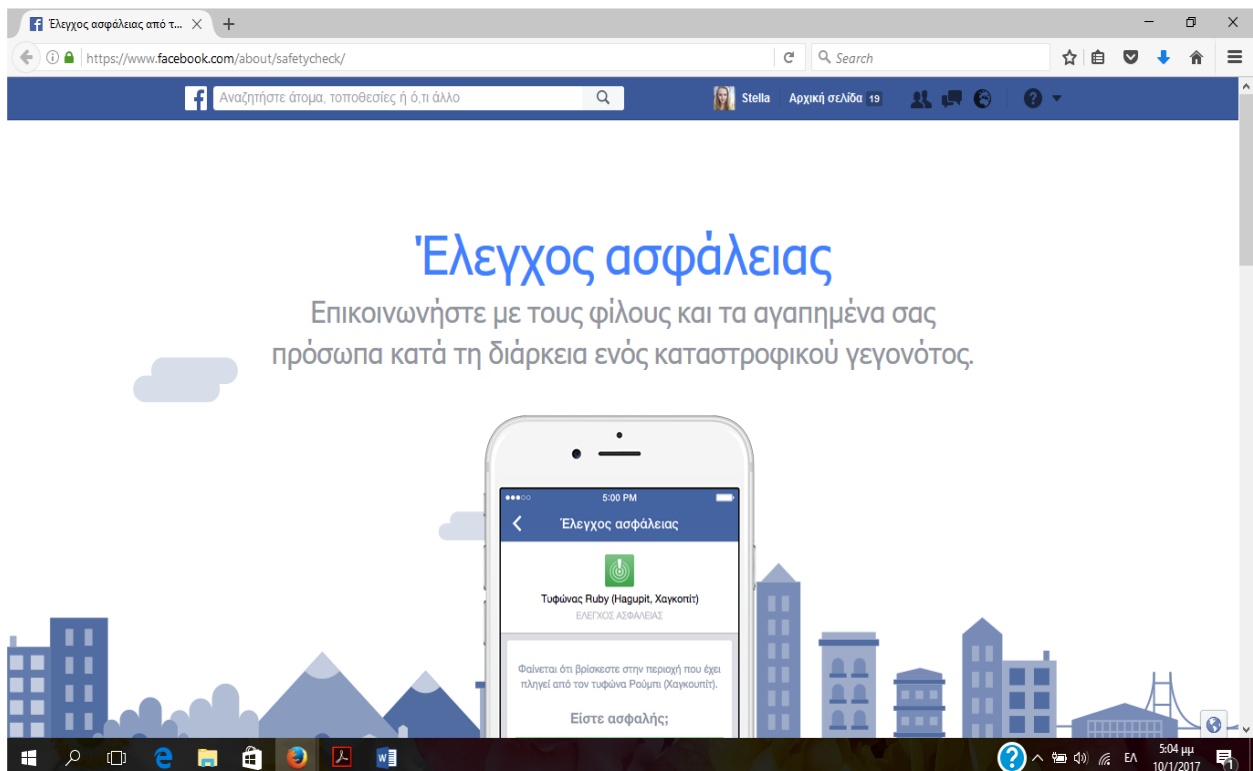 Έλεγχος ασφάλειας από τ...
https://www.facebook.com/about/safetycheck/
Search
Αναζητήστε άτομα, τοποθεσίες ή ό,τι άλλο
Stella
Αρχική σελίδα 19
Έλεγχος ασφάλειας
Επικοινωνήστε με τους φίλους και τα αγαπημένα σας
πρόσωπα κατά τη διάρκεια ενός καταστροφικού γεγονότος.
5:00 PM
Έλεγχος ασφάλειας
Τυφώνας Ruby (Hagupit, Χαγκοπίτ)
ΕΛΕΓΧΟΣ ΑΣΦΑΛΕΙΑΣ
Φαίνεται ότι βρίσκεστε στην περιοχή που έχει
πληγεί από τον τυφώνα Ρούμπι (Χαγκουπίτ).
Είστε ασφαλής;
ΕΛ
5:04 μμ
10/1/2017